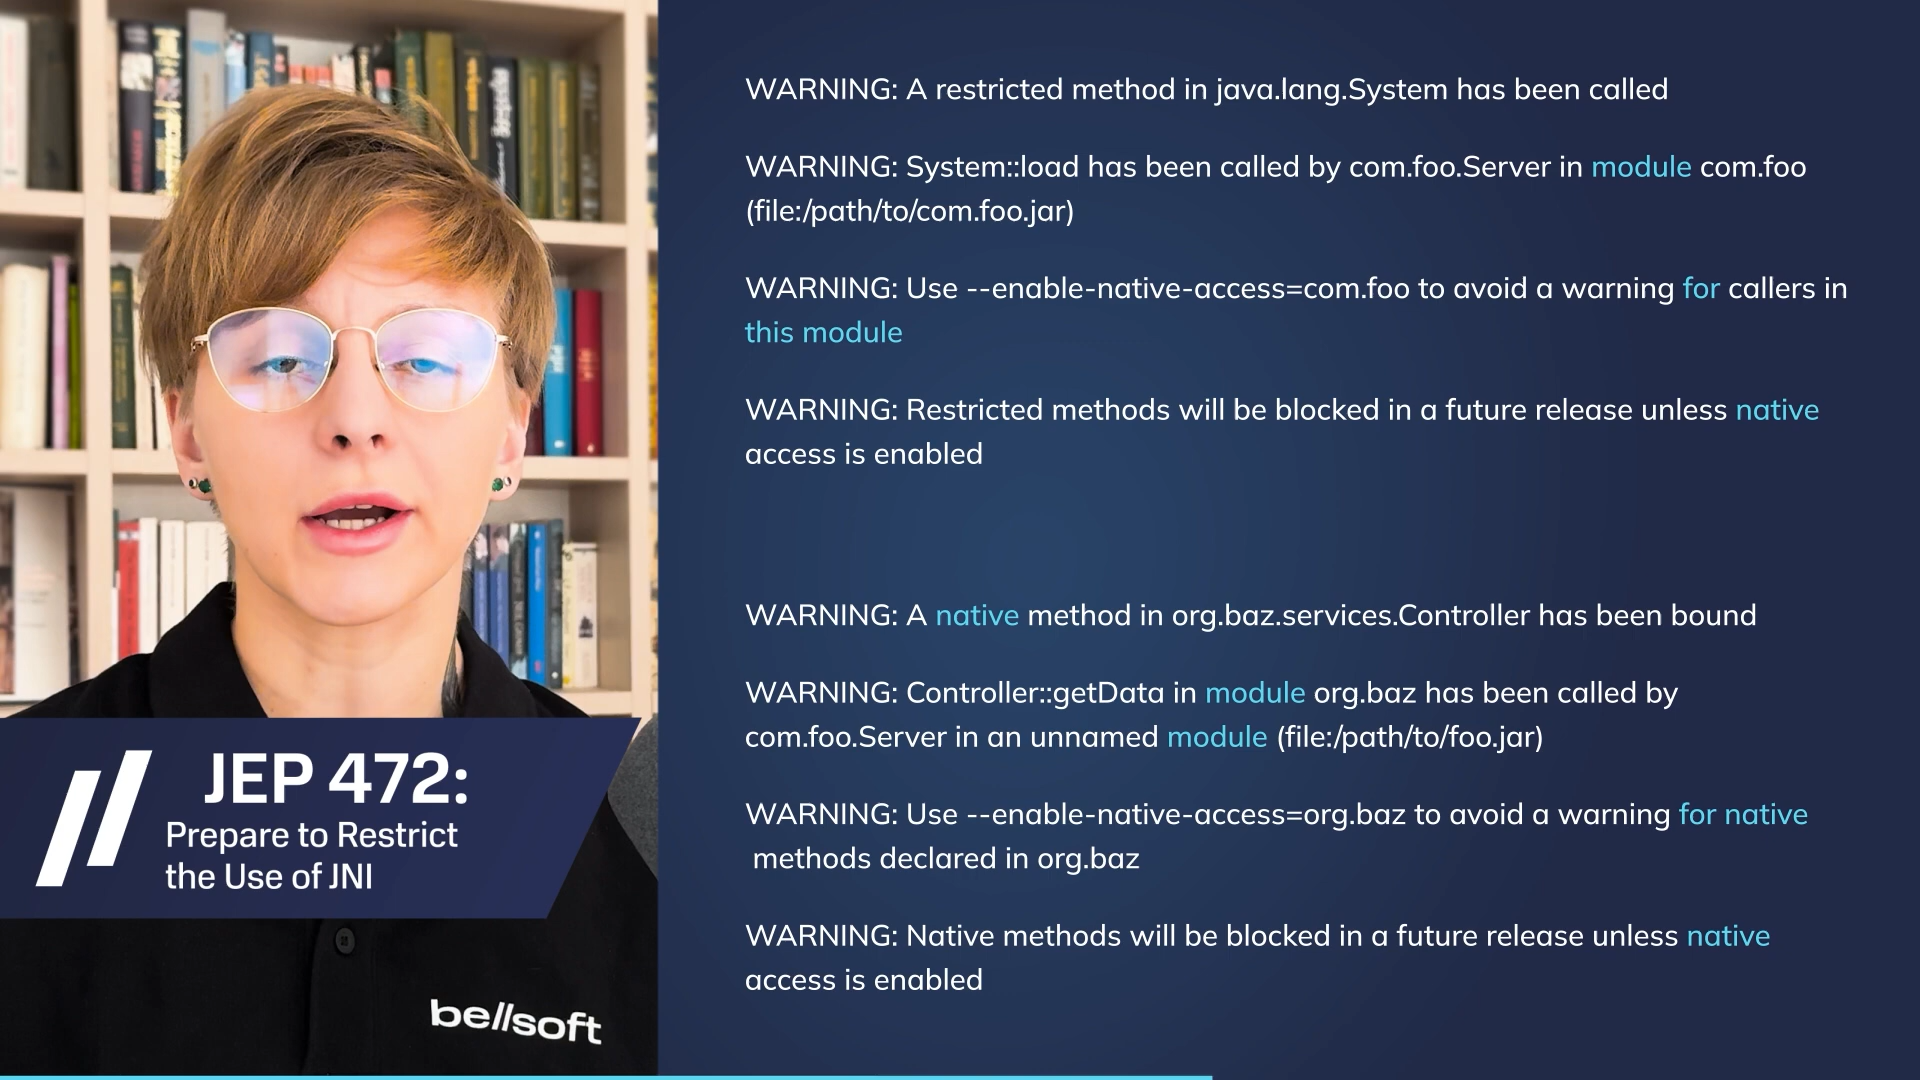 WARNING: A restricted method in java.lang.System has been called
WARNING: System::load has been called by com.foo.Server in module com.foo
(file:/path/to/com.foo.jar)
WARNING: Use --enable-native-access=com.foo to avoid a warning for callers in
this module
WARNING: Restricted methods will be blocked in a future release unless native
access is enabled
WARNING: A native method in org.baz.services.Controller has been bound
WARNING: Controller::getData in module org.baz has been called by
com.foo.Server in an unnamed module (file:/path/to/foo.jar)
WARNING: Use --enable-native-access=org.baz to avoid a warning for native
methods declared in org.baz
WARNING: Native methods will be blocked in a future release unless native
access is enabled
JEP 472:
Prepare to Restrict
the Use of JNI
bellsoft